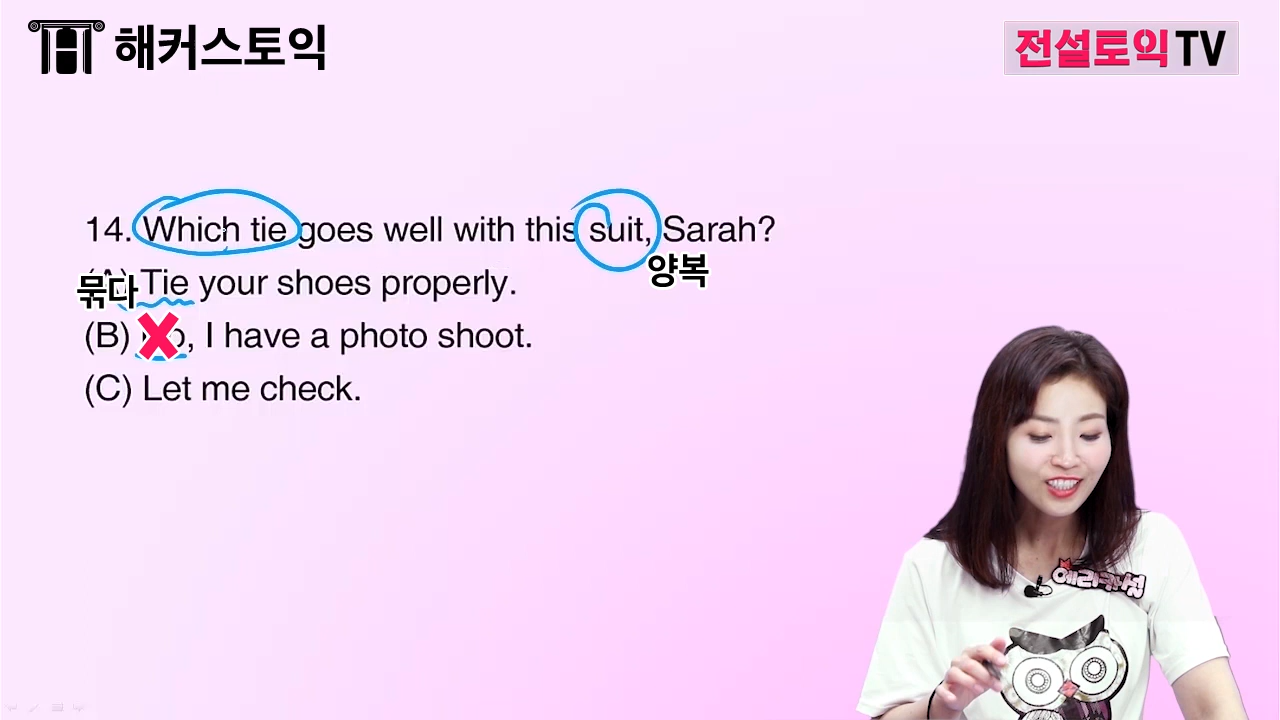 해커스토익
전설토익TV
14. Which tie goes well with this suit, Sarah?
양복
묶다 Tie your shoes properly.
(B) , I have a photo shoot.
(C) Let me check.